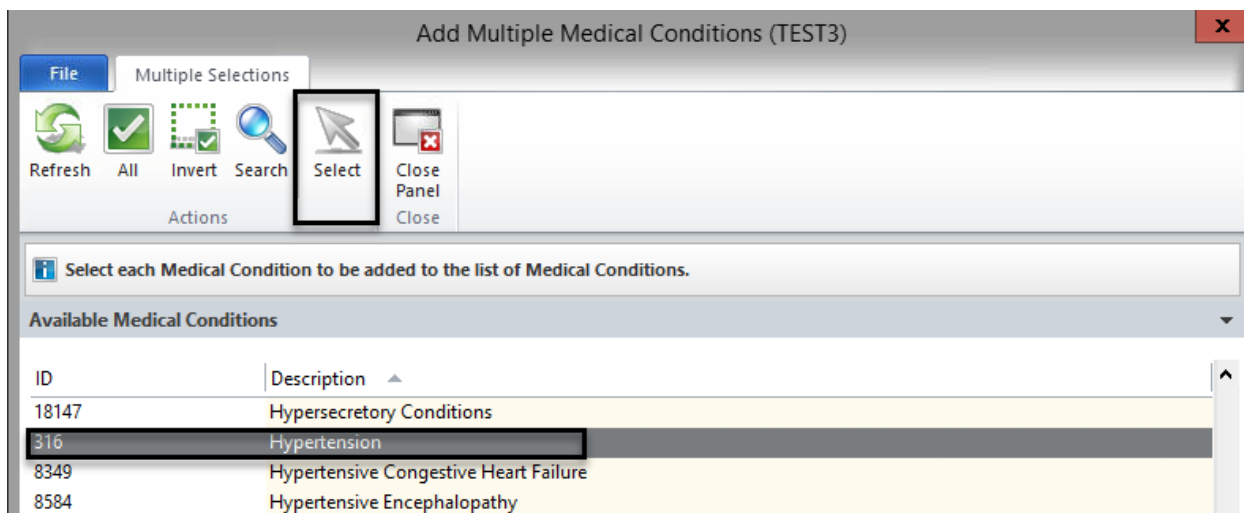 Add Multiple Medical Conditions (TEST3)
x
File Multiple Selections
Refresh All Invert Search Select Close Panel
Actions Close
Select each Medical Condition to be added to the list of Medical Conditions.
Available Medical Conditions
ID Description
18147 Hypersecretory Conditions
316 Hypertension
8349 Hypertensive Congestive Heart Failure
8584 Hypertensive Encephalopathy